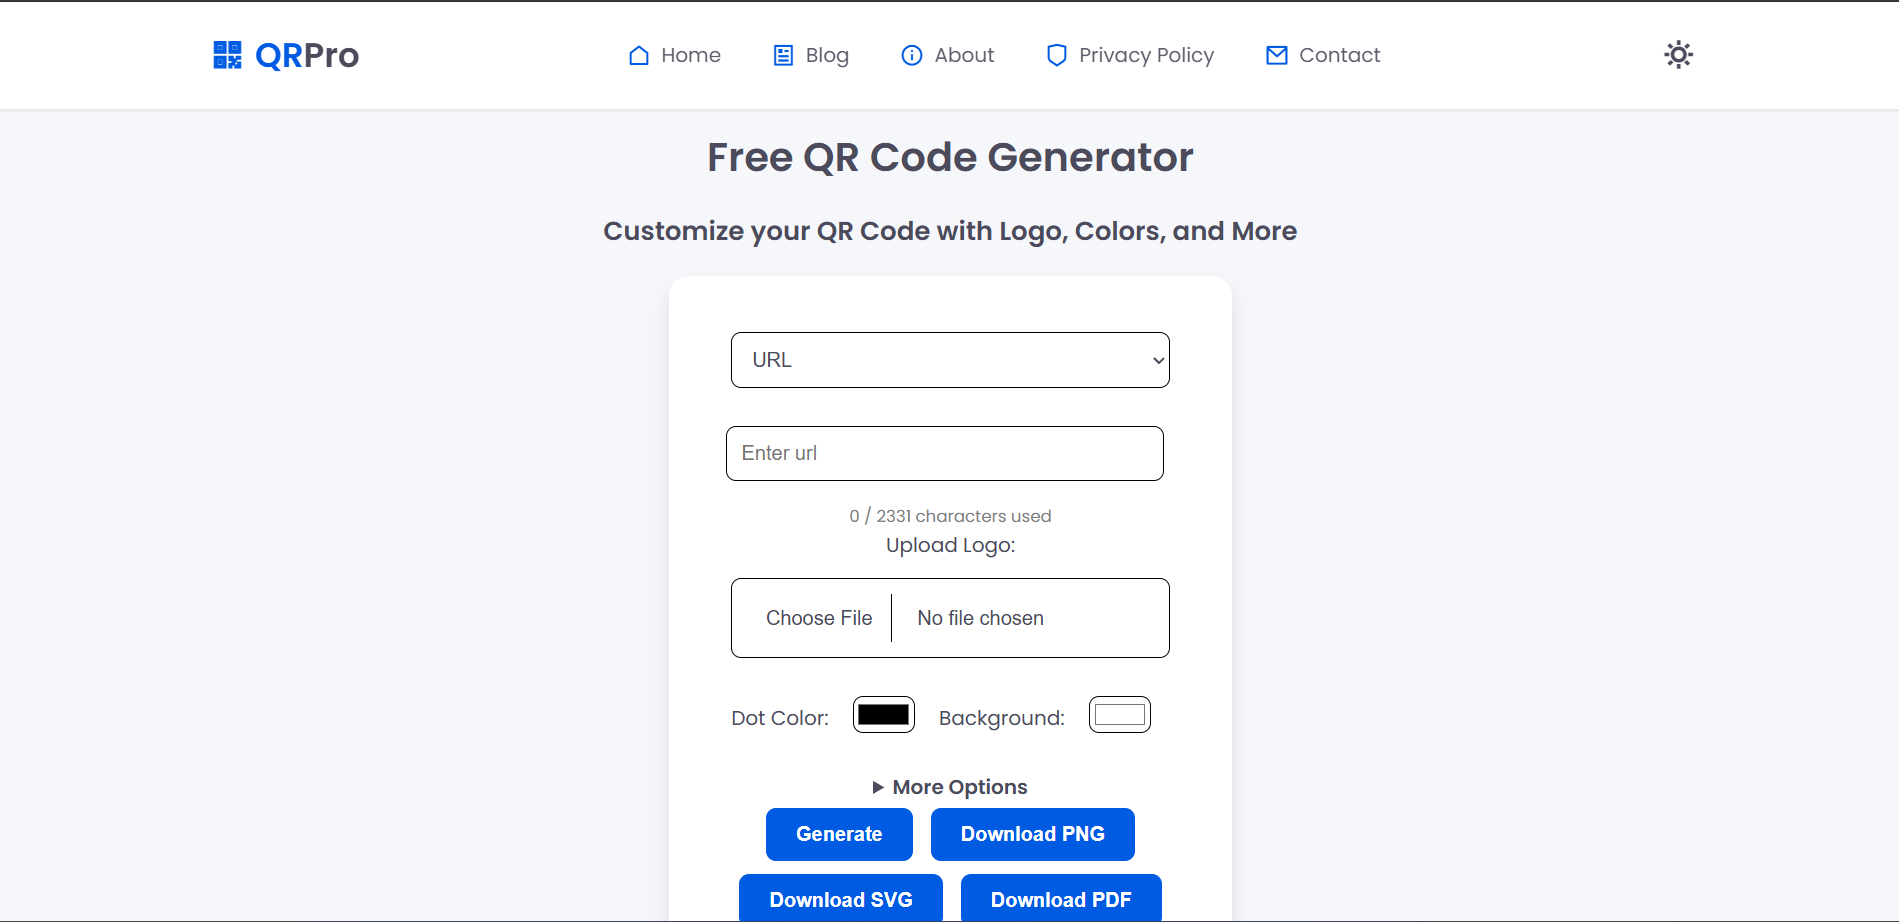 QRPro
Home Blog About Privacy Policy Contact
Free QR Code Generator
Customize your QR Code with Logo, Colors, and More
URL
Enter url
0 / 2331 characters used
Upload Logo:
Choose File No file chosen
Dot Color: Background:
More Options
Generate Download PNG
Download SVG Download PDF